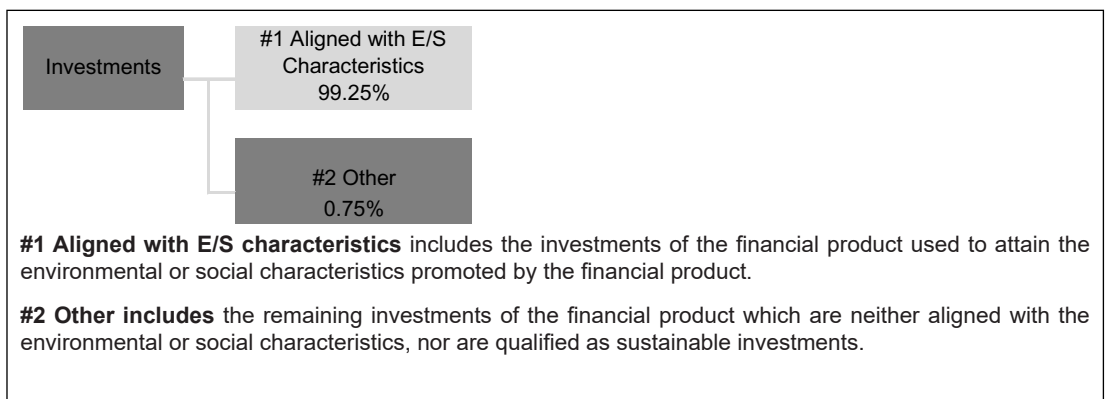 Investments
#1 Aligned with E/S
Characteristics
99.25%
#2 Other
0.75%
#1 Aligned with E/S characteristics includes the investments of the financial product used to attain the
environmental or social characteristics promoted by the financial product.
#2 Other includes the remaining investments of the financial product which are neither aligned with the
environmental or social characteristics, nor are qualified as sustainable investments.